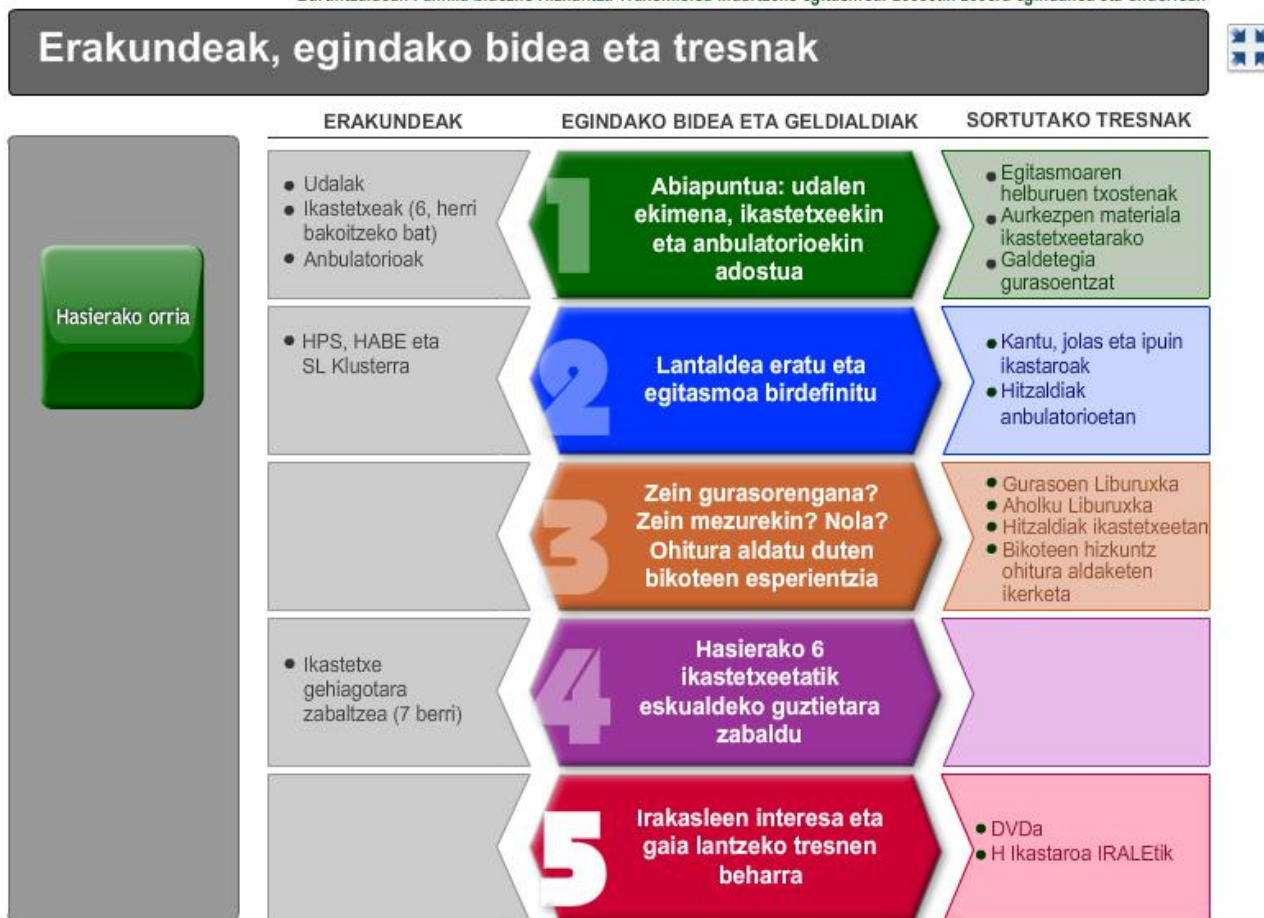 Erakundeak, egindako bidea eta tresnak
ERAKUNDEAK
EGINDAKO BIDEA ETA GELDIALDIAK
SORTUTAKO TRESNAK
Hasierako orria
• Udalak
• Ikastetxeak (6, herri
bakoitzeko bat)
• Anbulatorioak
1
Abiapuntua: udalen
ekimena, ikastetxeekin
eta anbulatorioekin
adostua
• Egitasmoaren
helburuen txostenak
• Aurkezpen materiala
ikastetxeetarako
• Galdetegia
gurasoentzat
• HPS, HABE eta
SL Klusterra
2
Lantaldea eratu eta
egitasmoa birdefinitu
• Kantu, jolas eta ipuin
ikastaroak
• Hitzaldiak
anbulatorioetan
3
Zein gurasorengana?
Zein mezurekin? Nola?
Ohitura aldatu duten
bikoteen esperientzia
• Gurasoen Liburuxka
• Aholku Liburuxka
• Hitzaldiak ikastetxeetan
• Bikoteen hizkuntz
ohitura aldaketen
ikerketa
• Ikastetxe
gehiagotara
zabaltzea (7 berri)
4
Hasierako 6
ikastetxeetatik
eskualdeko guztietara
zabaldu
5
Irakasleen interesa eta
gaia lantzeko tresnen
beharra
• DVDa
• H Ikastaroa IRALEtik